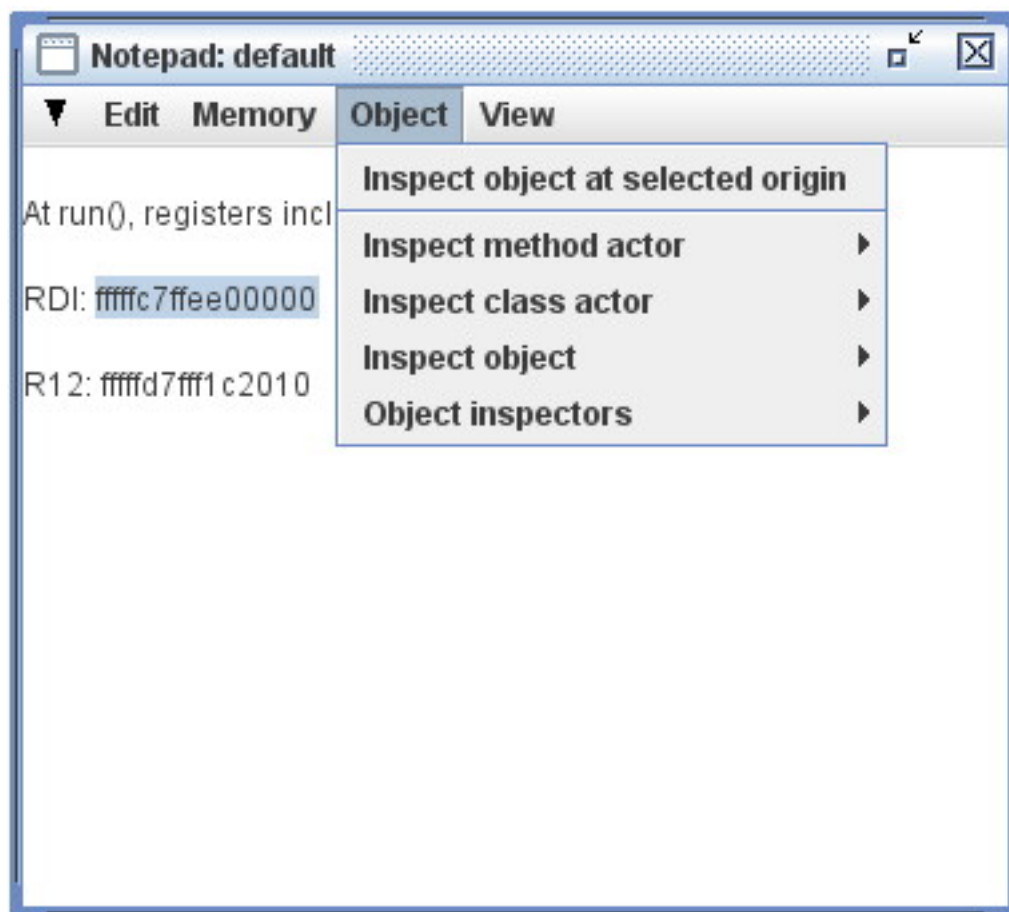 Notepad: default
Edit Memory Object View
Inspect object at selected origin
At run(), registers incl
Inspect method actor
RDI: fffffc7ffee00000
Inspect class actor
Inspect object
R12: fffffd7fff1c2010
Object inspectors